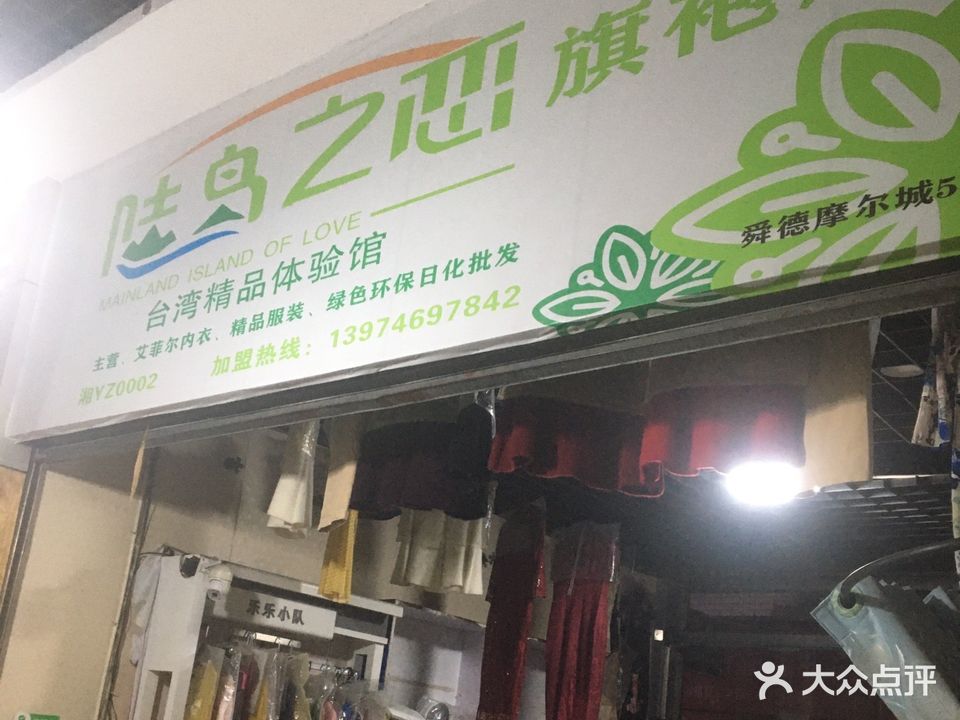 陆岛之恋 旗袍
MAINLAND ISLAND OF LOVE
台湾精品体验馆
主营、艾菲尔内衣、精品服装、绿色环保日化批发
湘YZ0002 加盟热线：13974697842
舜德摩尔城5
乐乐小队
大众点评